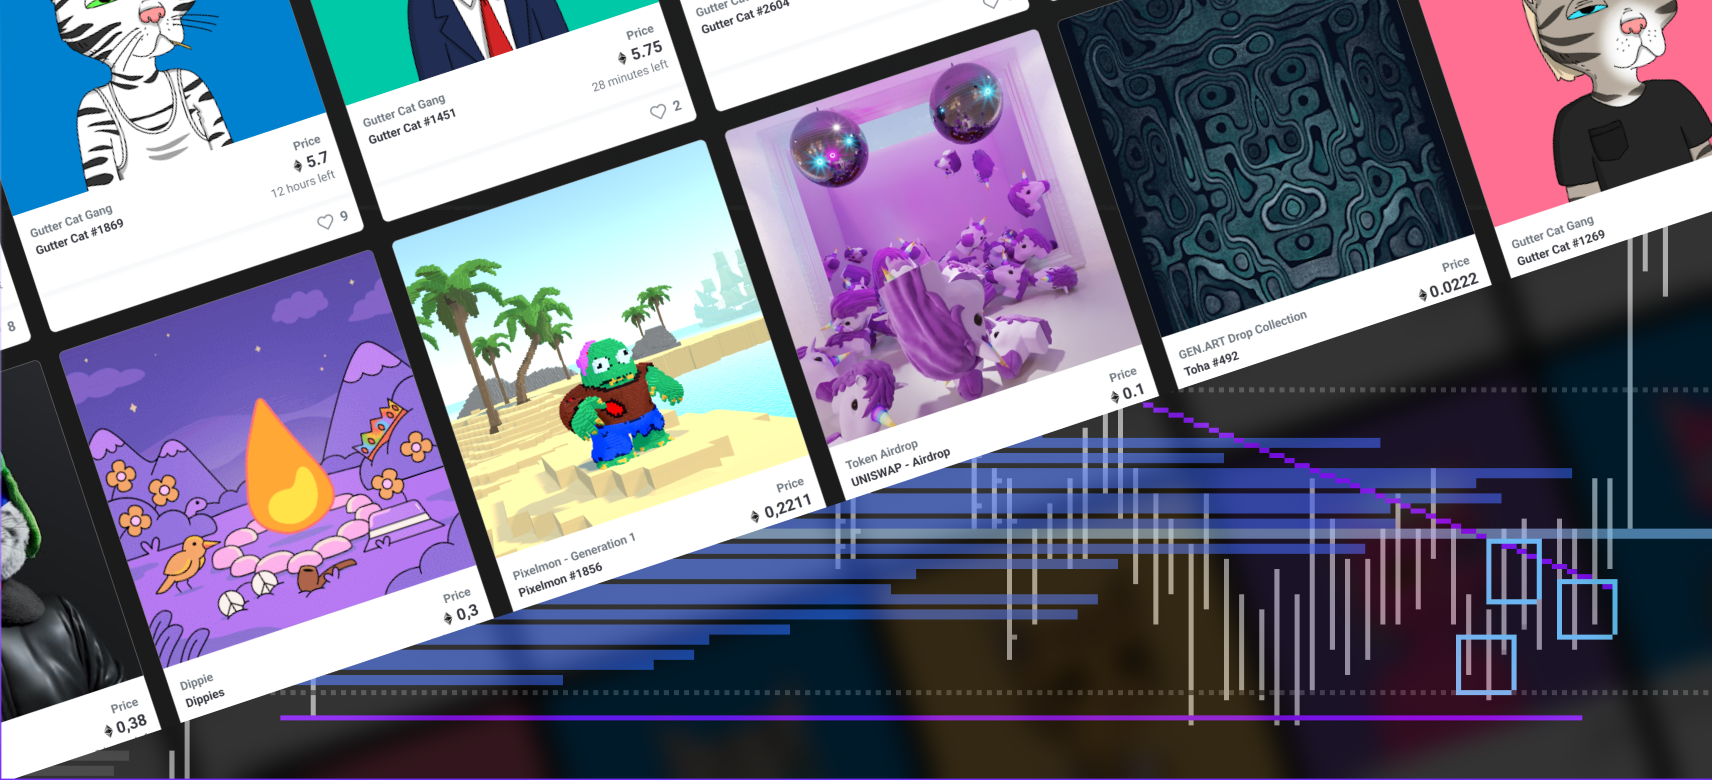 Price
5.7
12 hours left
Gutter Cat Gang
Gutter Cat #1869
9
Price
5.75
28 minutes left
Gutter Cat Gang
Gutter Cat #1451
2
Gutter Cat
Gutter Cat #2604
8
Price
0,38
Price
0,3
Dippie
Dippies
Price
0,2211
Pixelmon - Generation 1
Pixelmon #1856
Price
0.1
Token Airdrop
UNISWAP - Airdrop
Price
0.0222
GEN.ART Drop Collection
Toha #492
Gutter Cat Gang
Gutter Cat #1269